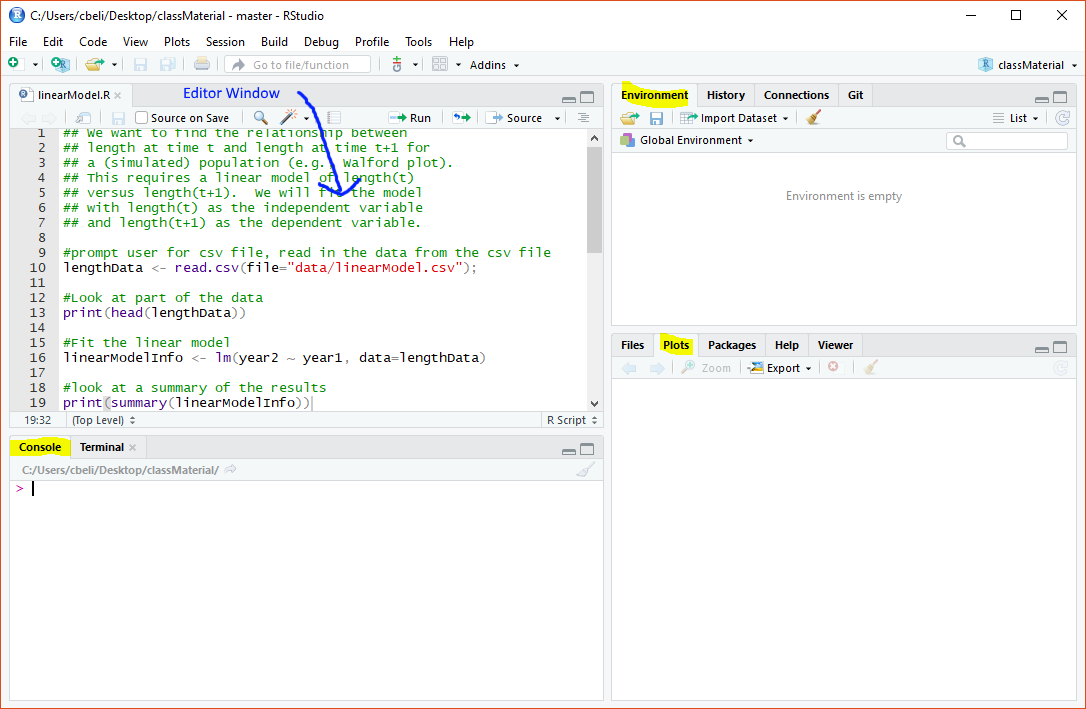 C:/Users/cbeli/Desktop/classMaterial - master - RStudio
File Edit Code View Plots Session Build Debug Profile Tools Help
Go to file/function Addins classMaterial
linearModel.R
Editor Window
Source on Save Run Source
1 ## We want to find the relationship between
2 ## length at time t and length at time t+1 for
3 ## a (simulated) population (e.g., Walford plot).
4 ## This requires a linear model of length(t)
5 ## versus length(t+1).  We will fit the model
6 ## with length(t) as the independent variable
7 ## and length(t+1) as the dependent variable.
8
9 #prompt user for csv file, read in the data from the csv file
10 lengthData <- read.csv(file="data/linearModel.csv");
11
12 #Look at part of the data
13 print(head(lengthData))
14
15 #Fit the linear model
16 linearModelInfo <- lm(year2 ~ year1, data=lengthData)
17
18 #look at a summary of the results
19 print(summary(linearModelInfo))
19:32 (Top Level) R Script
Console Terminal
C:/Users/cbeli/Desktop/classMaterial/
>
Environment History Connections Git
Import Dataset List
Global Environment
Environment is empty
Files Plots Packages Help Viewer
Zoom Export